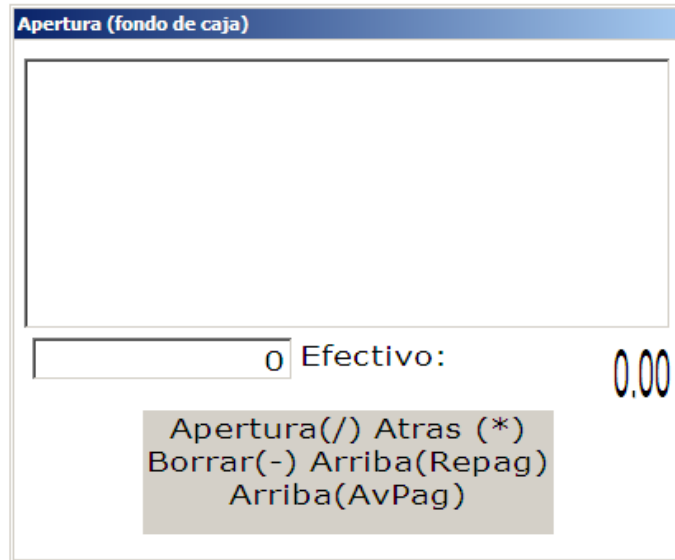 Apertura (fondo de caja)
0 Efectivo: 0.00
Apertura(/) Atras (*)
Borrar(-) Arriba(Repag)
Arriba(AvPag)